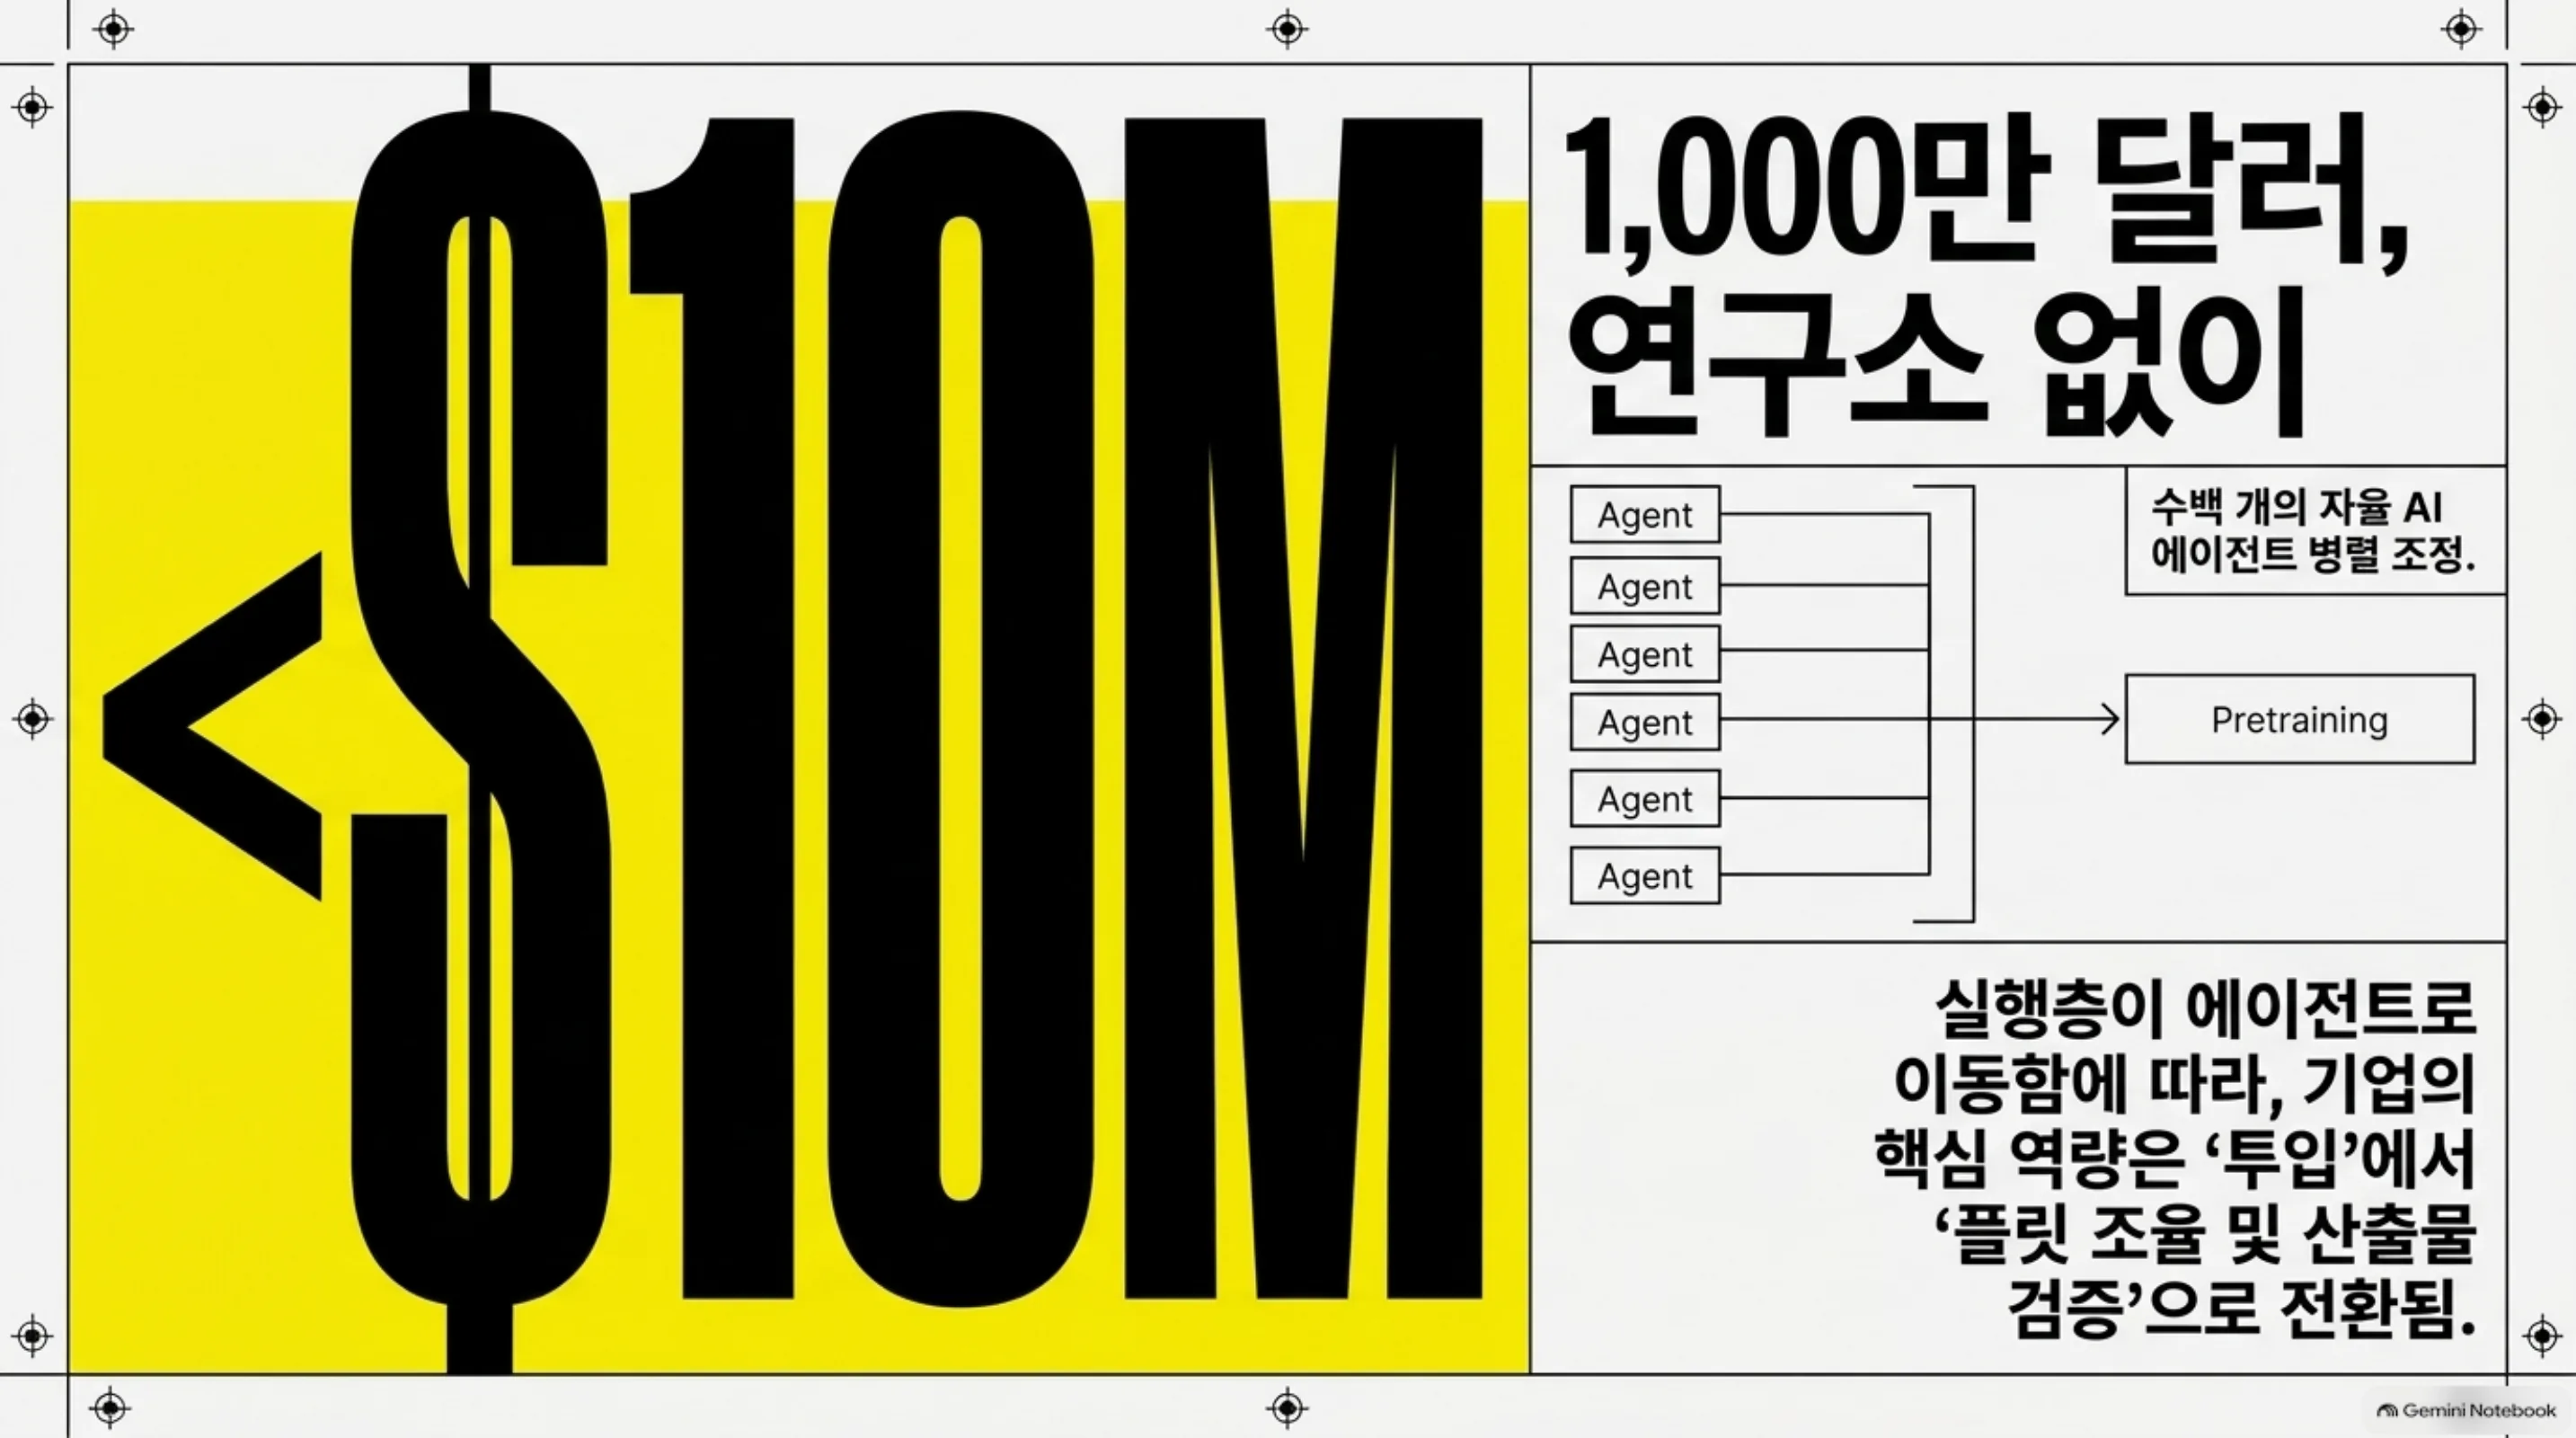 <$10M
1,000만 달러,
연구소 없이
Agent
Agent
Agent
Agent
Agent
Agent
수백 개의 자율 AI
에이전트 병렬 조정.
Pretraining
실행층이 에이전트로
이동함에 따라, 기업의
핵심 역량은 ‘투입’에서
‘플릿 조율 및 산출물
검증’으로 전환됨.
Gemini Notebook